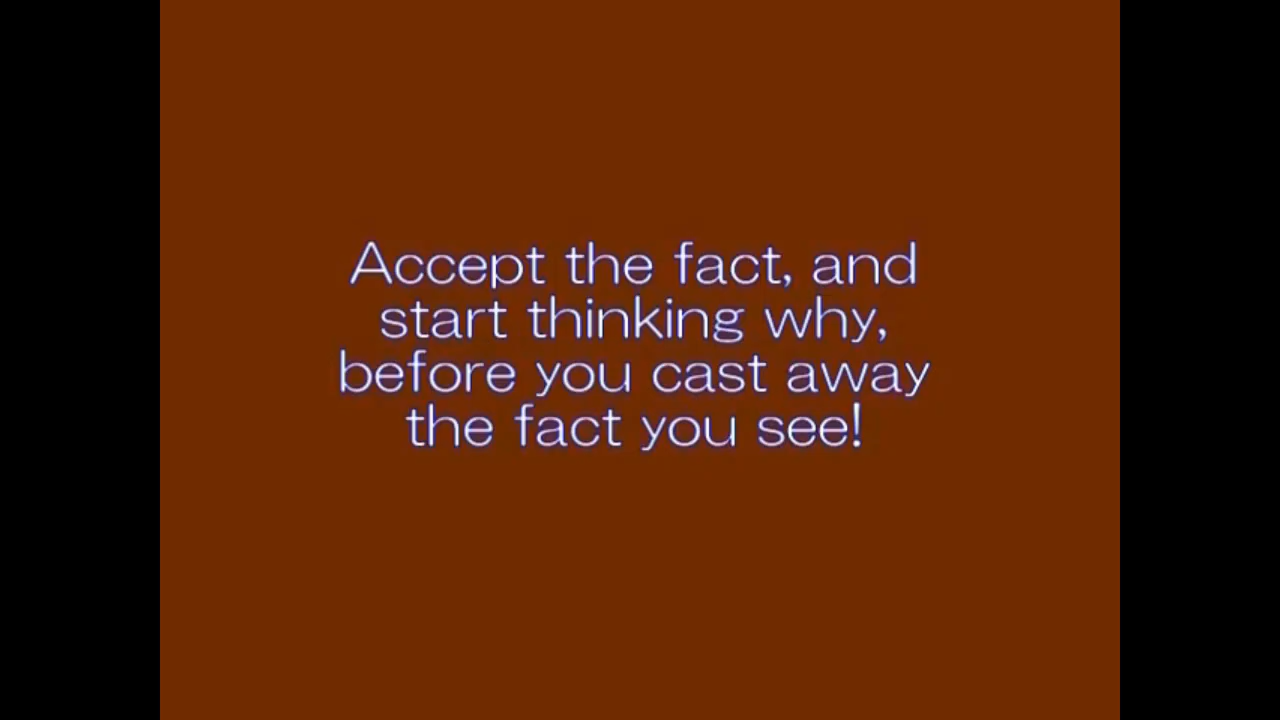 Accept the fact, and
start thinking why,
before you cast away
the fact you see!